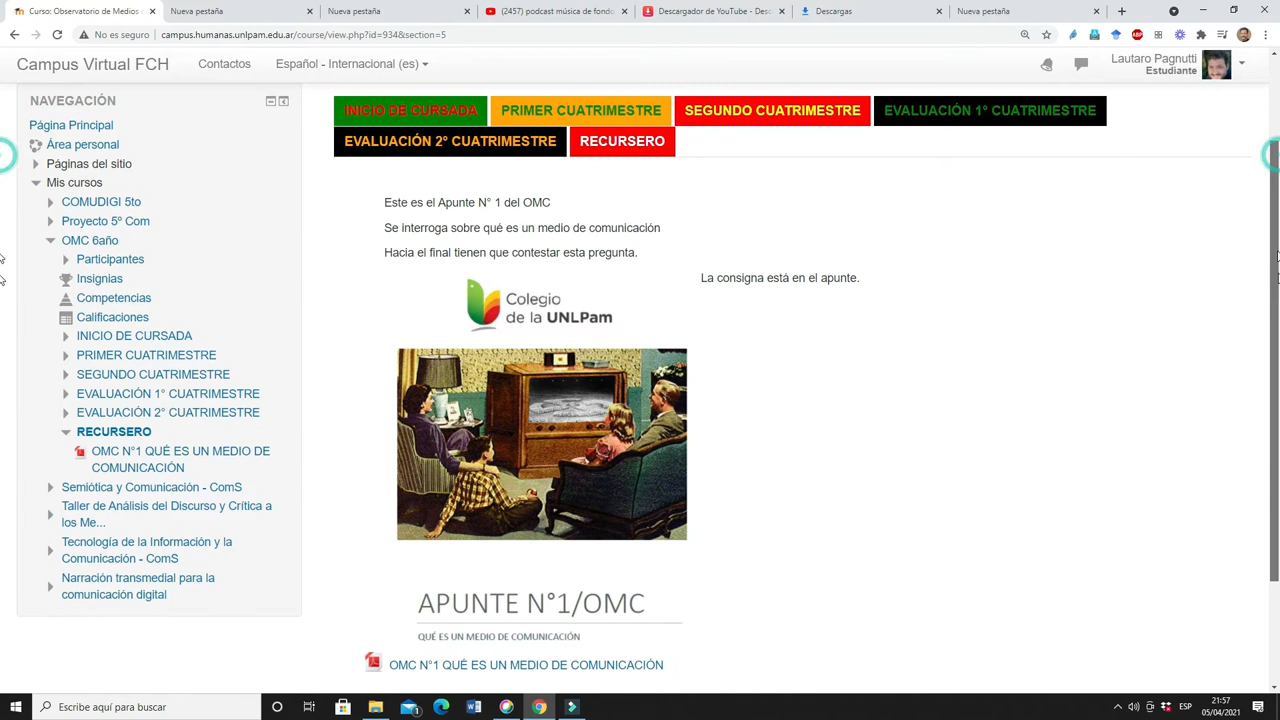 Curso: Observatorio de Medios
Nueva pestaña
(2457) podcast de fondo
Descargador de YouTube - Des
Descargas
Nueva pestaña
No es seguro
campus.humanas.unlpam.edu.ar/course/view.php?id=934&section=5
Campus Virtual FCH
Contactos
Español - Internacional (es)
Lautaro Pagnutti
Estudiante
NAVEGACIÓN
Página Principal
Área personal
Páginas del sitio
Mis cursos
COMUDIGI 5to
Proyecto 5º Com
OMC 6año
Participantes
Insignias
Competencias
Calificaciones
INICIO DE CURSADA
PRIMER CUATRIMESTRE
SEGUNDO CUATRIMESTRE
EVALUACIÓN 1° CUATRIMESTRE
EVALUACIÓN 2° CUATRIMESTRE
RECURSERO
OMC N°1 QUÉ ES UN MEDIO DE
COMUNICACIÓN
Semiótica y Comunicación - ComS
Taller de Análisis del Discurso y Crítica a
los Me...
Tecnología de la Información y la
Comunicación - ComS
Narración transmedial para la
comunicación digital
INICIO DE CURSADA
PRIMER CUATRIMESTRE
SEGUNDO CUATRIMESTRE
EVALUACIÓN 1º CUATRIMESTRE
EVALUACIÓN 2º CUATRIMESTRE
RECURSERO
Este es el Apunte N° 1 del OMC
Se interroga sobre qué es un medio de comunicación
Hacia el final tienen que contestar esta pregunta.
La consigna está en el apunte.
Colegio
de la UNLPam
APUNTE N°1/OMC
QUÉ ES UN MEDIO DE COMUNICACIÓN
OMC N°1 QUÉ ES UN MEDIO DE COMUNICACIÓN
Escribe aquí para buscar
ESP
21:57
05/04/2021